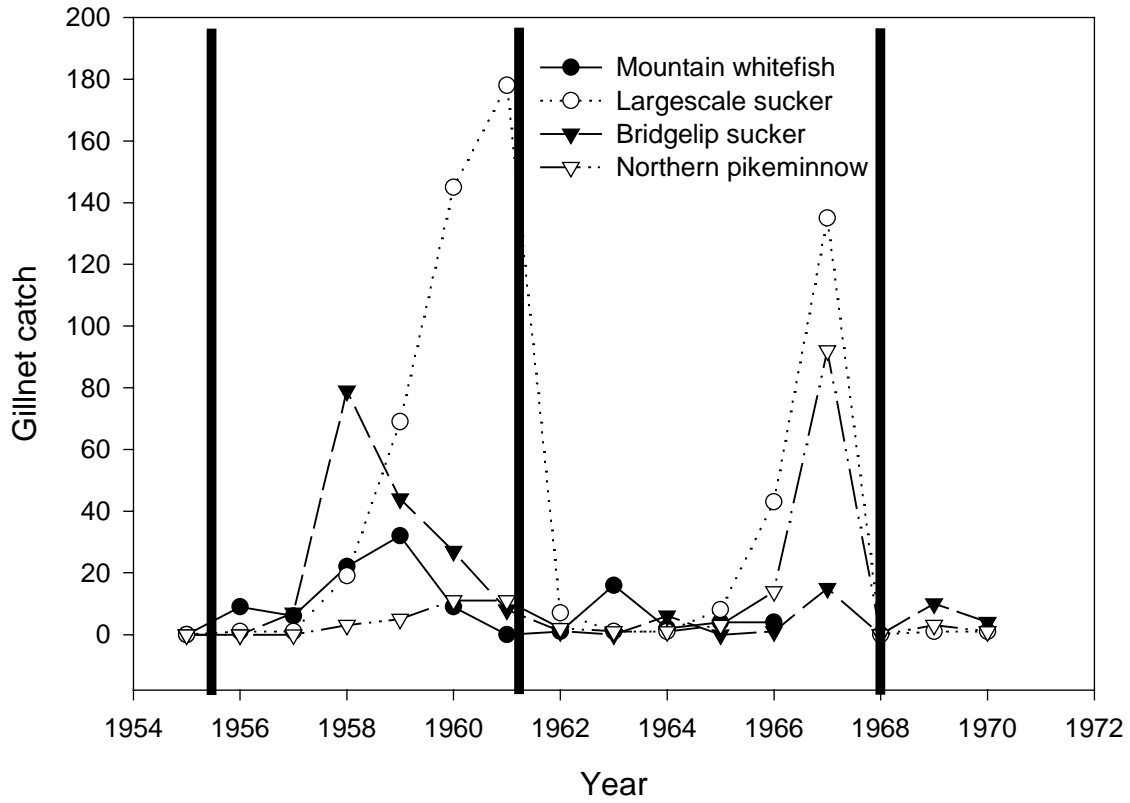 200
180
160
140
120
100
80
60
40
20
0
Gillnet catch
Mountain whitefish
Largescale sucker
Bridgelip sucker
Northern pikeminnow
1954 1956 1958 1960 1962 1964 1966 1968 1970 1972
Year